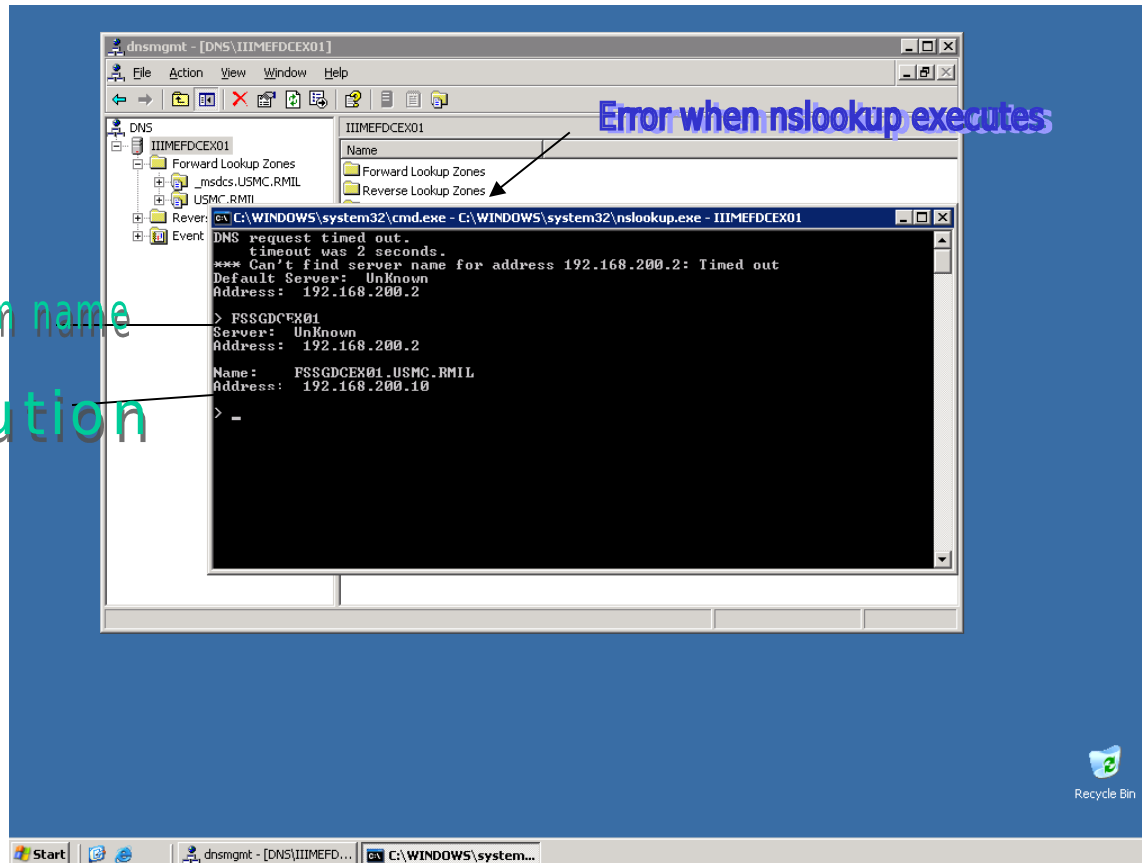 dnsmgmt - [DNS\IIIMEFDCEX01]
File Action View Window Help
Error when nslookup executes
DNS
IIIMEFDCEX01
Forward Lookup Zones
_msdcs.USMC.RMIL
USMC.RMIL
Event
IIIMEFDCEX01
Name
Forward Lookup Zones
Reverse Lookup Zones
C:\WINDOWS\system32\cmd.exe - C:\WINDOWS\system32\nslookup.exe - IIIMEFDCEX01
DNS request timed out.
timeout was 2 seconds.
*** Can't find server name for address 192.168.200.2: Timed out
Default Server: UnKnown
Address: 192.168.200.2
> FSSGDCEX01
Server: UnKnown
Address: 192.168.200.2
Name: FSSGDCEX01.USMC.RMIL
Address: 192.168.200.10
> _
name
Recycle Bin
Start
dnsmgmt - [DNS\IIIMEFD...
C:\WINDOWS\system...